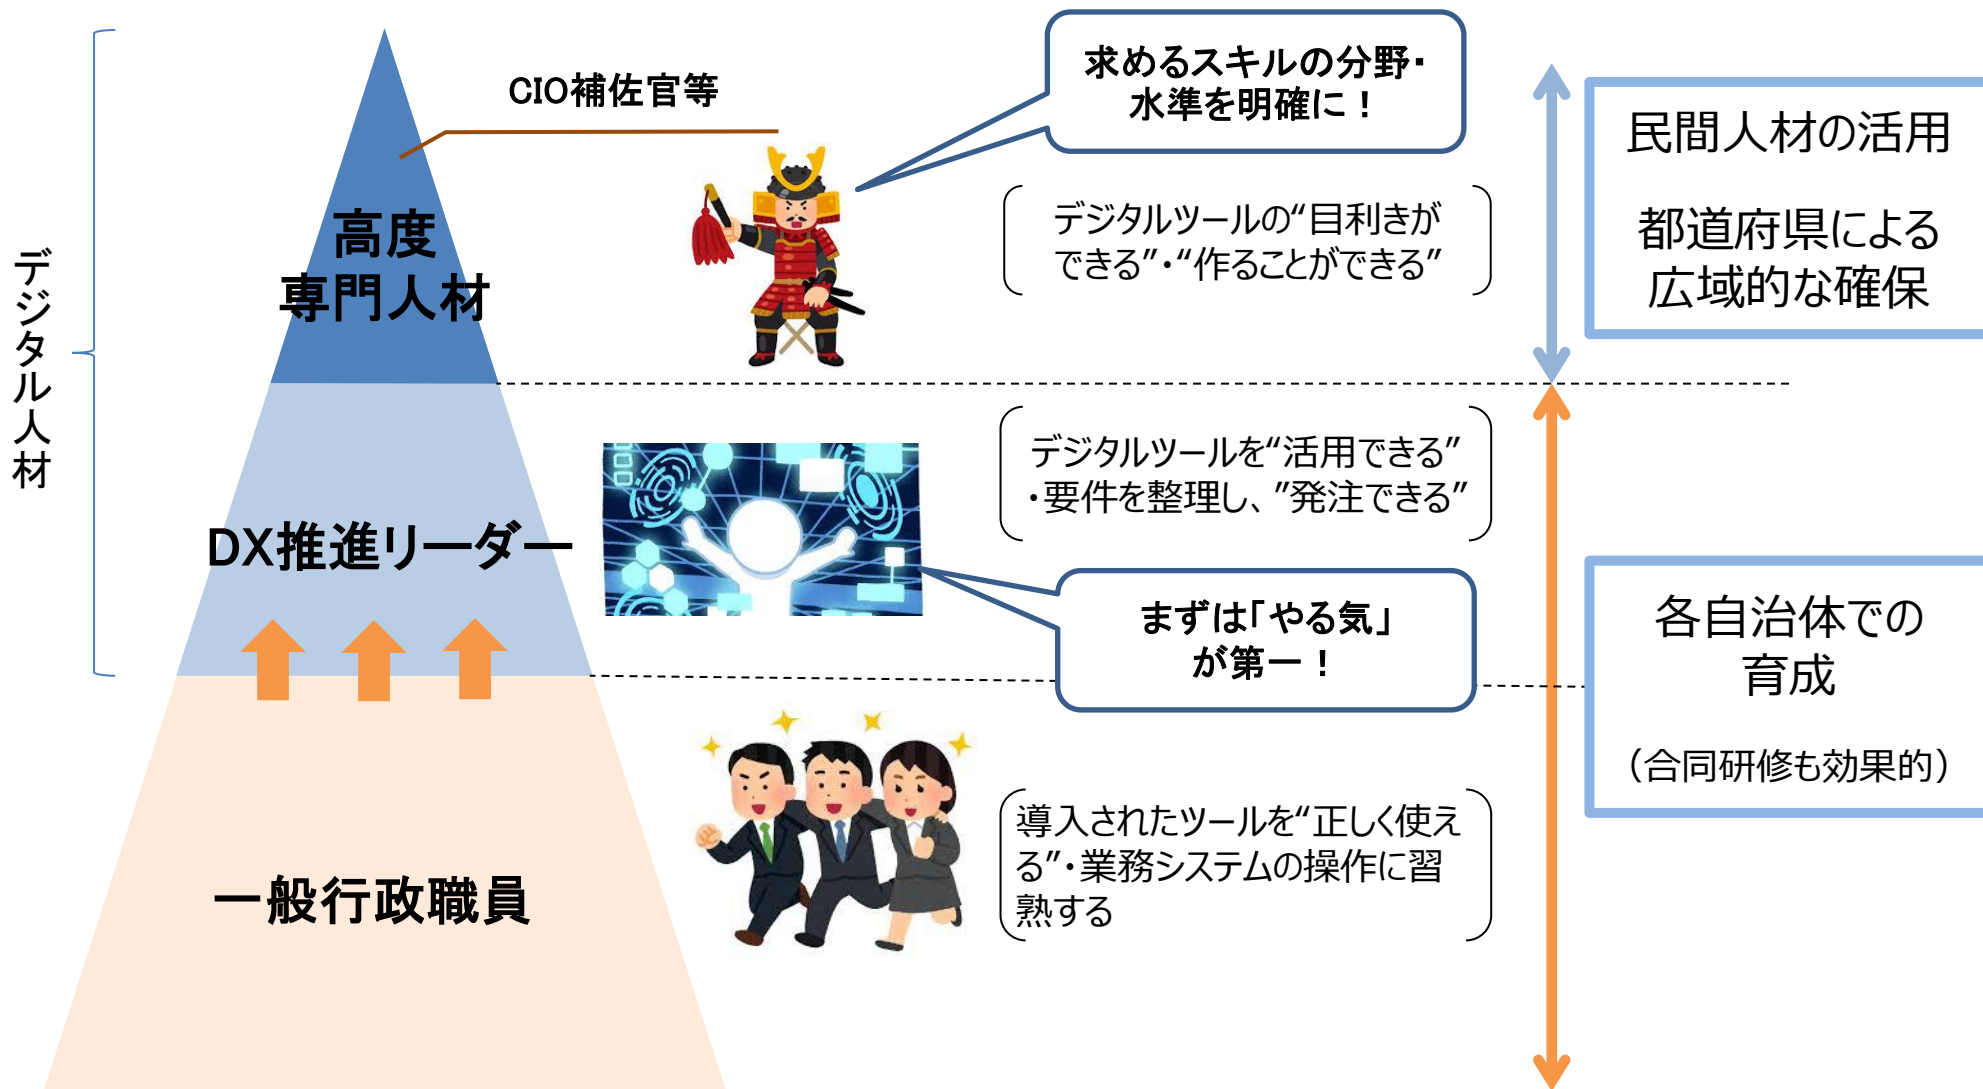 デジタル人材
CIO補佐官等
求めるスキルの分野・
水準を明確に！
高度
専門人材
デジタルツールの“目利きが
できる”・“作ることができる”
民間人材の活用
都道府県による
広域的な確保
DX推進リーダー
デジタルツールを“活用できる”
・要件を整理し、”発注できる”
まずは「やる気」
が第一！
各自治体での
育成
（合同研修も効果的）
一般行政職員
導入されたツールを“正しく使え
る”・業務システムの操作に習
熟する